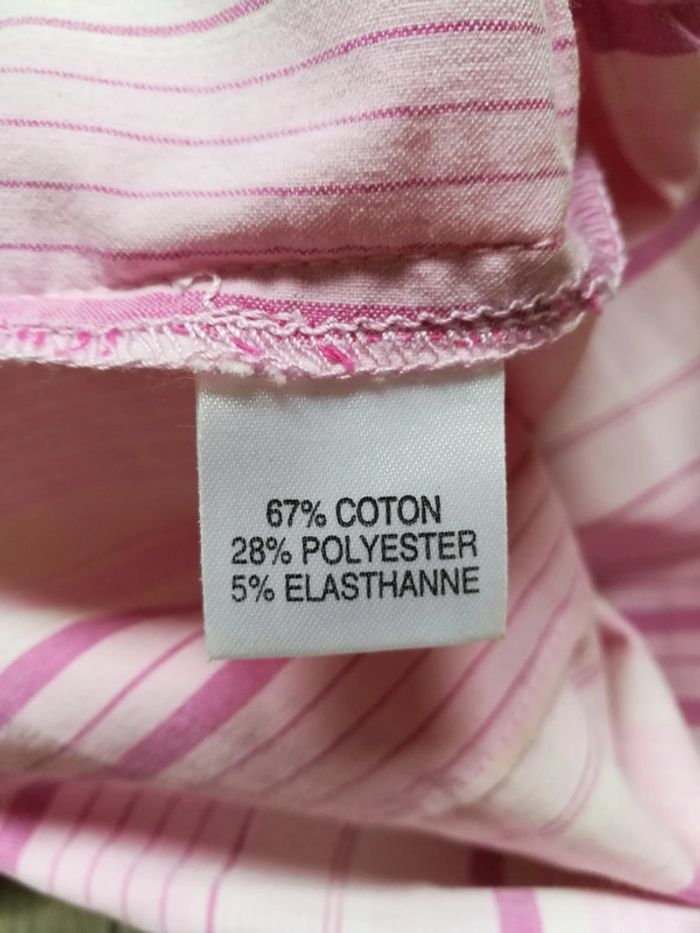 67% COTON
28% POLYESTER
5% ELASTHANNE